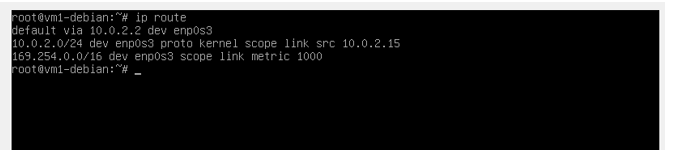 root@vm1-debian:~# ip route
default via 10.0.2.2 dev enp0s3
10.0.2.0/24 dev enp0s3 proto kernel scope link src 10.0.2.15
169.254.0.0/16 dev enp0s3 scope link metric 1000
root@vm1-debian:~# _